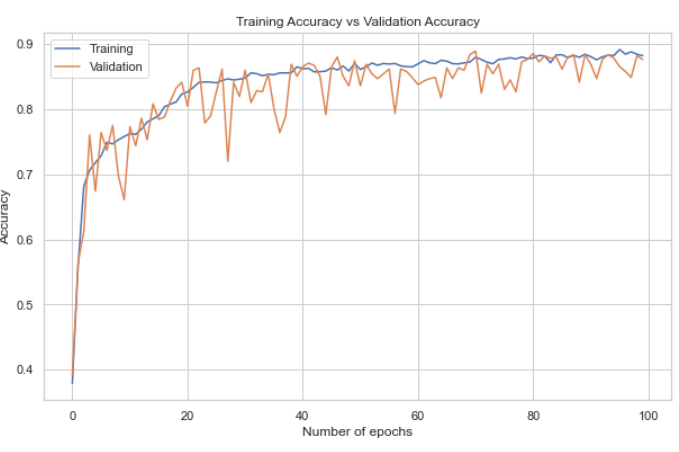 Training Accuracy vs Validation Accuracy
Training
Validation
0.9
0.8
0.7
0.6
0.5
0.4
Accuracy
0
20
40
60
80
100
Number of epochs